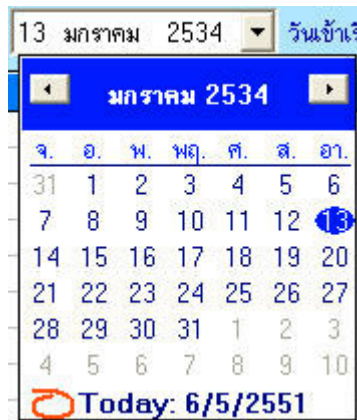 13 มกราคม 2534 วันเข้าเรี
มกราคม 2534
จ. อ. พ. พฤ. ศ. ส. อา.
31 1 2 3 4 5 6
7 8 9 10 11 12 13
14 15 16 17 18 19 20
21 22 23 24 25 26 27
28 29 30 31 1 2 3
4 5 6 7 8 9 10
Today: 6/5/2551